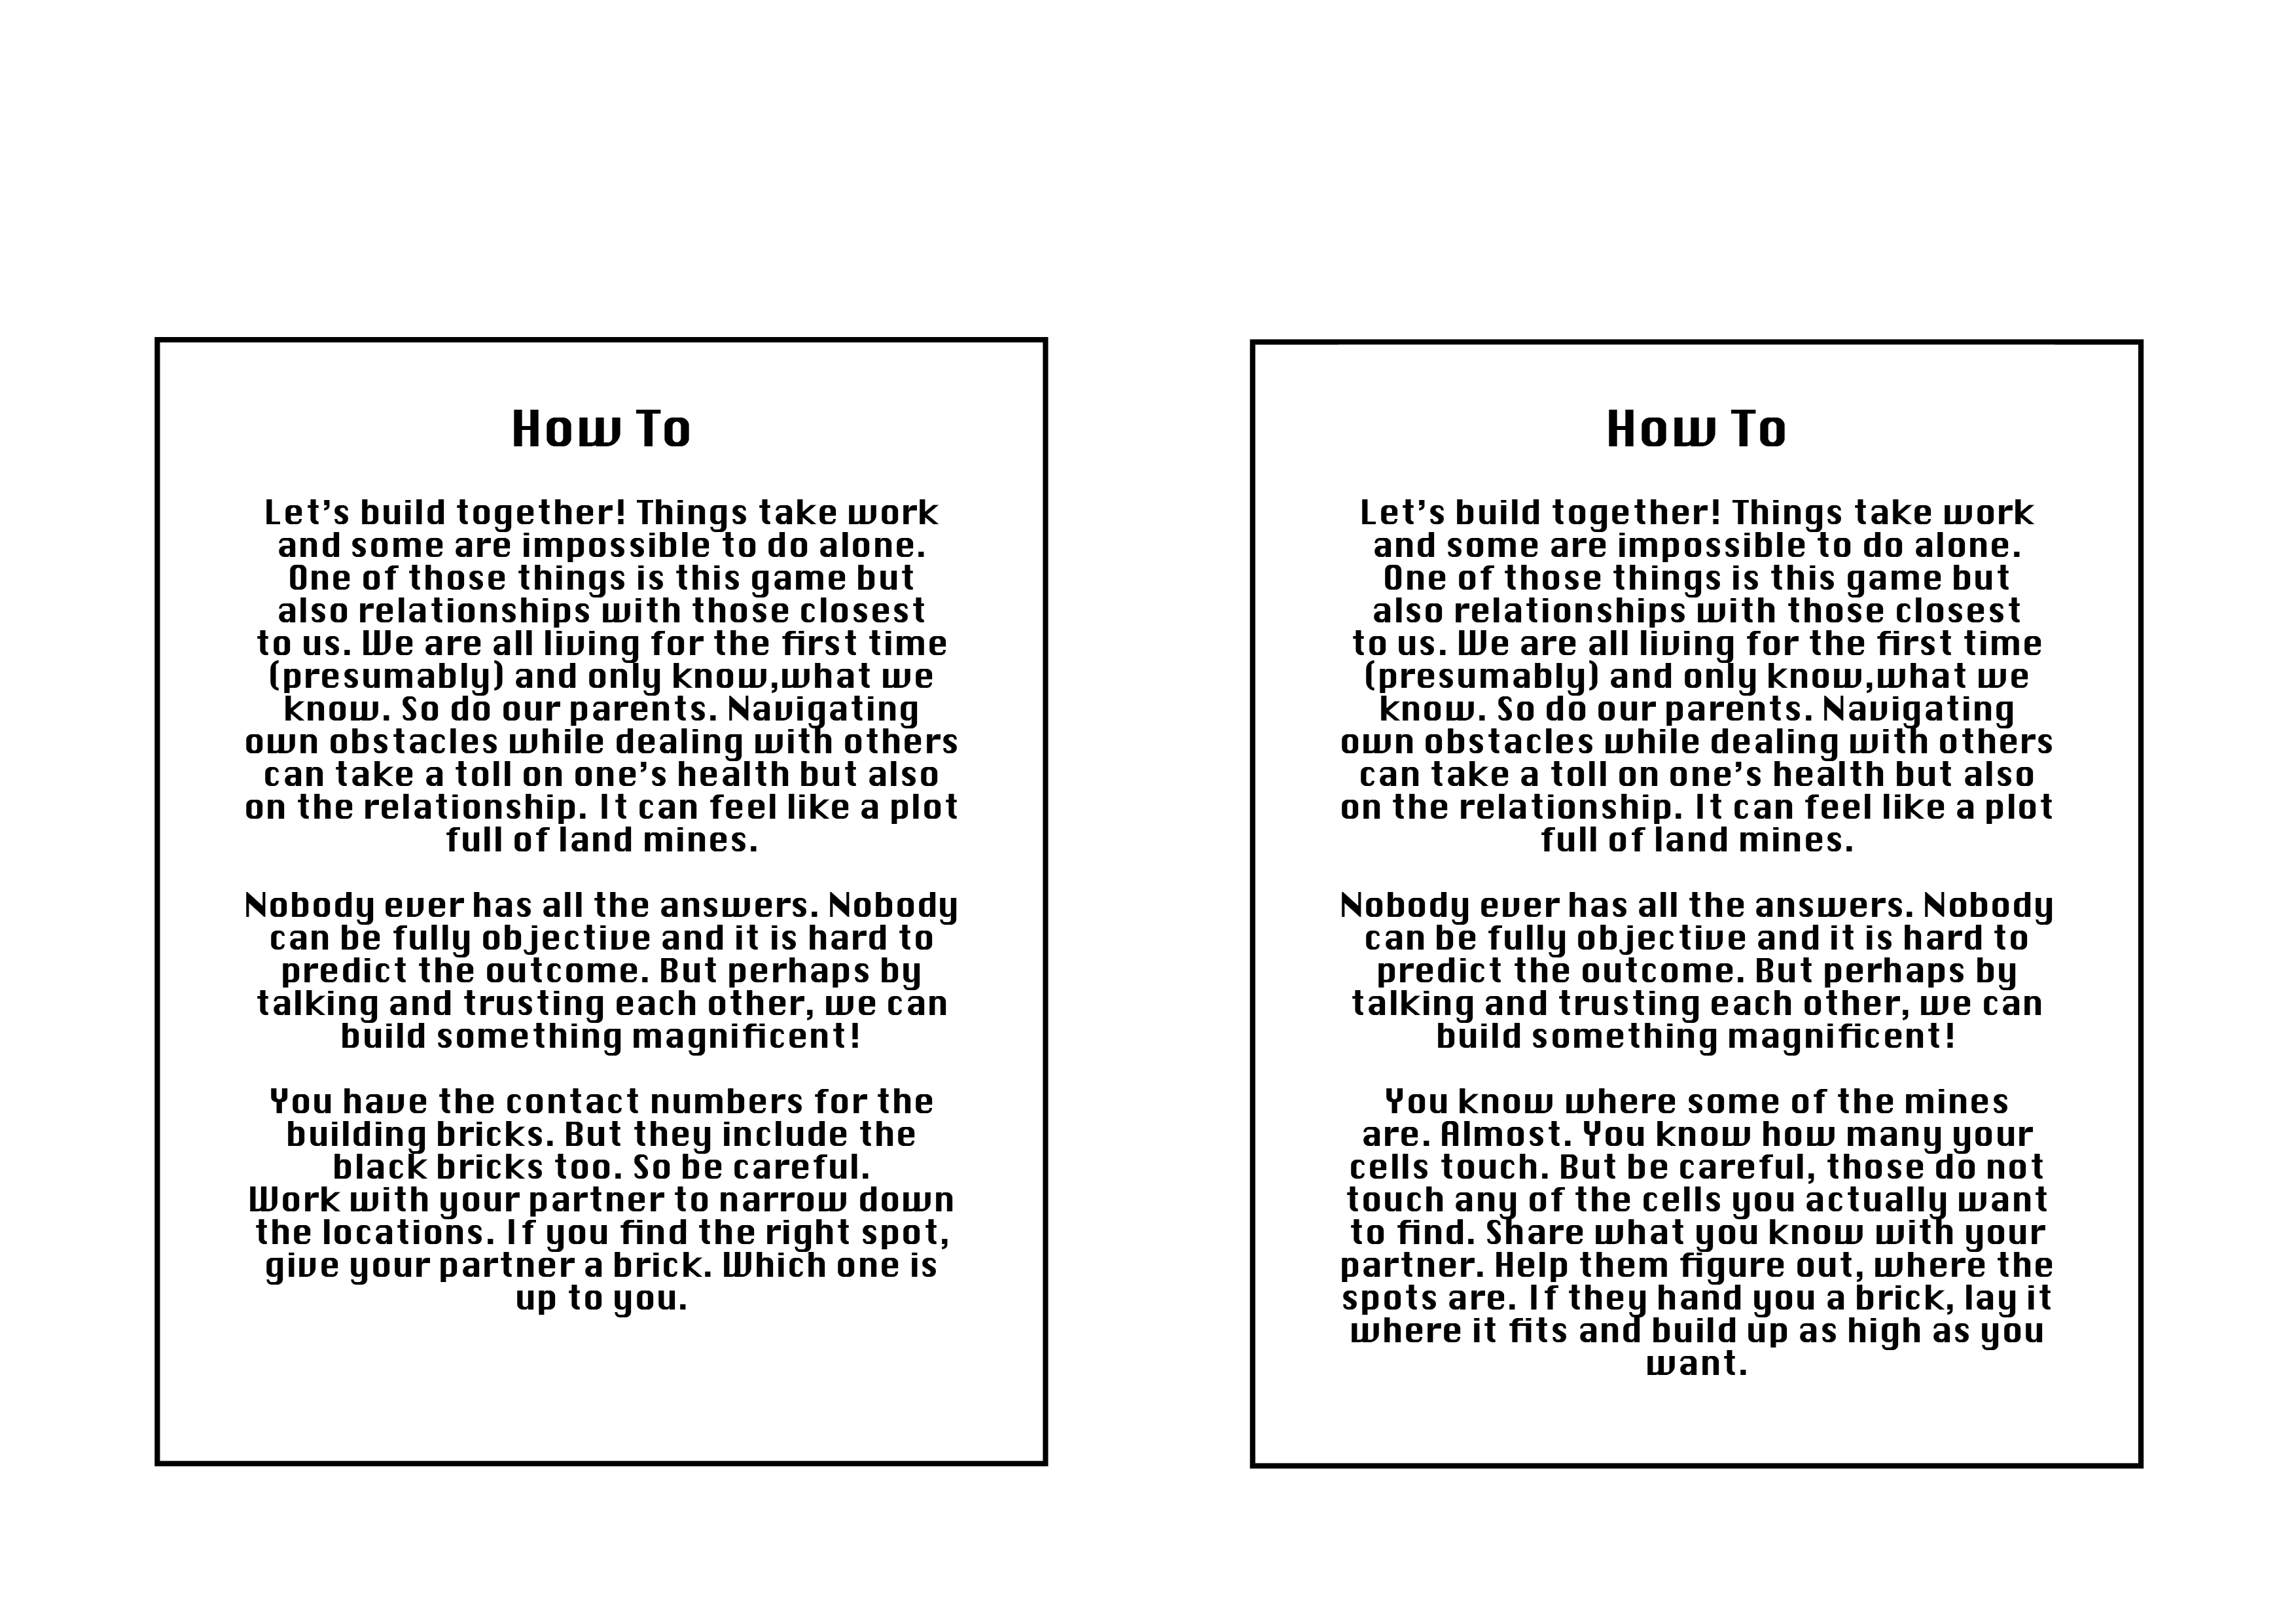 How To
Let’s build together! Things take work
and some are impossible to do alone.
One of those things is this game but
also relationships with those closest
to us. We are all living for the first time
(presumably) and only know,what we
know. So do our parents. Navigating
own obstacles while dealing with others
can take a toll on one’s health but also
on the relationship. It can feel like a plot
full of land mines.
Nobody ever has all the answers. Nobody
can be fully objective and it is hard to
predict the outcome. But perhaps by
talking and trusting each other, we can
build something magnificent!
You have the contact numbers for the
building bricks. But they include the
black bricks too. So be careful.
Work with your partner to narrow down
the locations. If you find the right spot,
give your partner a brick. Which one is
up to you.
How To
Let’s build together! Things take work
and some are impossible to do alone.
One of those things is this game but
also relationships with those closest
to us. We are all living for the first time
(presumably) and only know,what we
know. So do our parents. Navigating
own obstacles while dealing with others
can take a toll on one’s health but also
on the relationship. It can feel like a plot
full of land mines.
Nobody ever has all the answers. Nobody
can be fully objective and it is hard to
predict the outcome. But perhaps by
talking and trusting each other, we can
build something magnificent!
You know where some of the mines
are. Almost. You know how many your
cells touch. But be careful, those do not
touch any of the cells you actually want
to find. Share what you know with your
partner. Help them figure out, where the
spots are. If they hand you a brick, lay it
where it fits and build up as high as you
want.